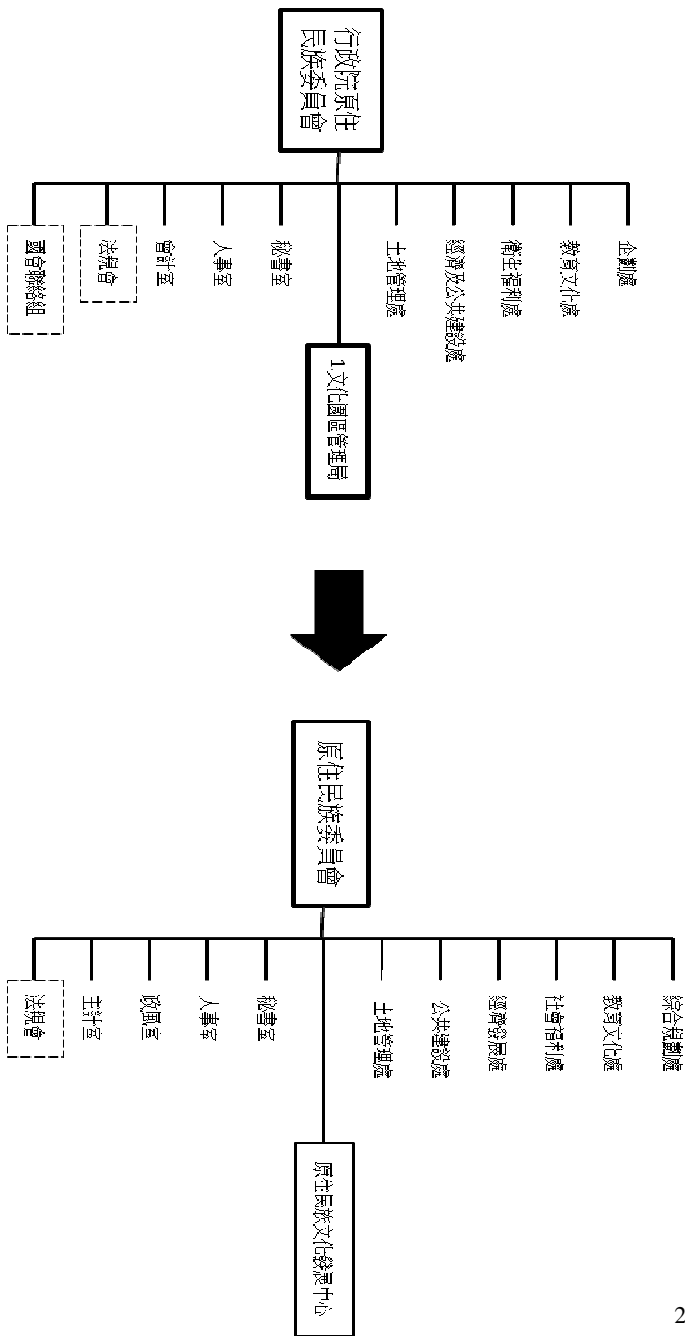 行政院原住
民族委員會
企劃處
教育文化處
衛生福利處
經濟及公共建設處
土地管理處
秘書室
人事室
會計室
法規會
國會聯絡組
1.文化園區管理局
原住民族委員會
綜合規劃處
教育文化處
社會福利處
經濟發展處
公共建設處
土地管理處
秘書室
人事室
政風室
主計室
法規會
原住民族文化發展中心
2